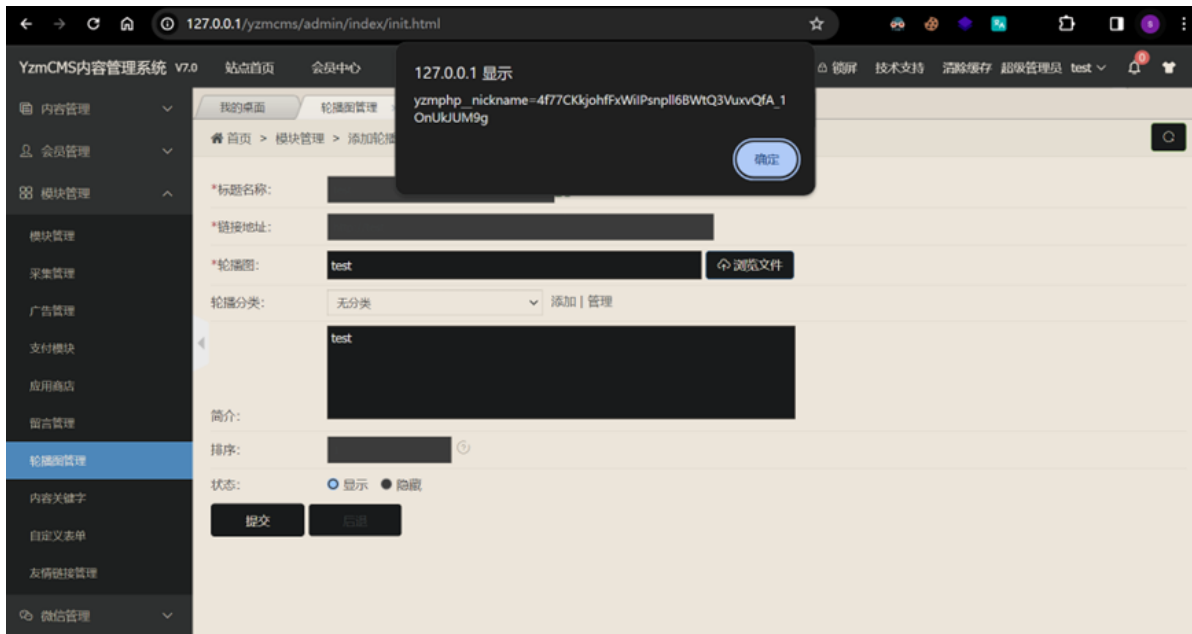 127.0.0.1/yzmcms/admin/index/init.html
YzmCMS内容管理系统 V7.0
站点首页
会员中心
锁屏
技术支持
清除缓存
超级管理员 test
0
127.0.0.1 显示
yzmphp__nickname=4f77CKkjohfFxWilPsnpll6BWtQ3VuxvQfA_1
OnUkJUM9g
确定
内容管理
会员管理
模块管理
模块管理
采集管理
广告管理
支付模块
应用商店
留言管理
轮播图管理
内容关键字
自定义表单
友情链接管理
微信管理
我的桌面
轮播图管理
首页 > 模块管理 > 添加轮播
*标题名称:
*链接地址:
*轮播图:
test
浏览文件
轮播分类:
无分类
添加 | 管理
test
简介:
排序:
状态:
显示
隐藏
提交
后退